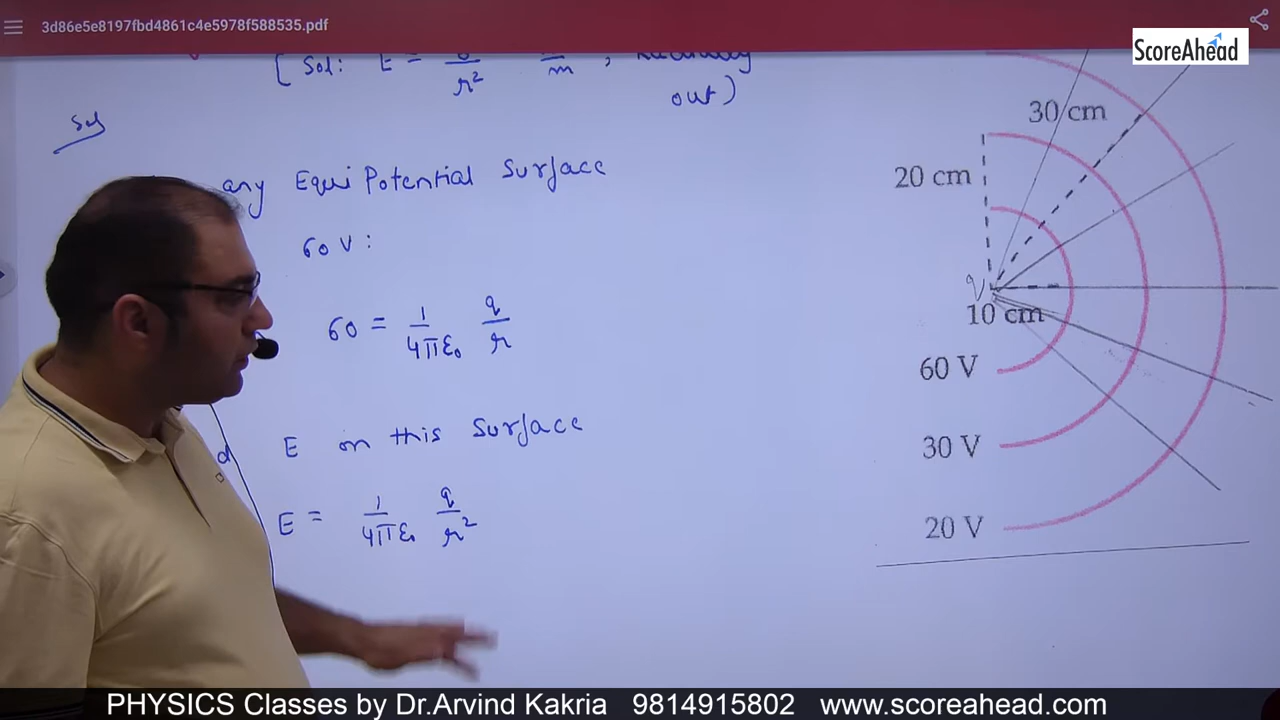 3d86e5e8197fbd4861c4e5978f588535.pdf
ScoreAhead
[ Sol: E = / r² / m , out)
Sol
any Equi Potential Surface
60 V :
60 = 1/4πε₀ q/r
E on this Surface
E = 1/4πε₀ q/r²
30 cm
20 cm
q
10 cm
60 V
30 V
20 V
PHYSICS Classes by Dr.Arvind Kakria 9814915802 www.scoreahead.com